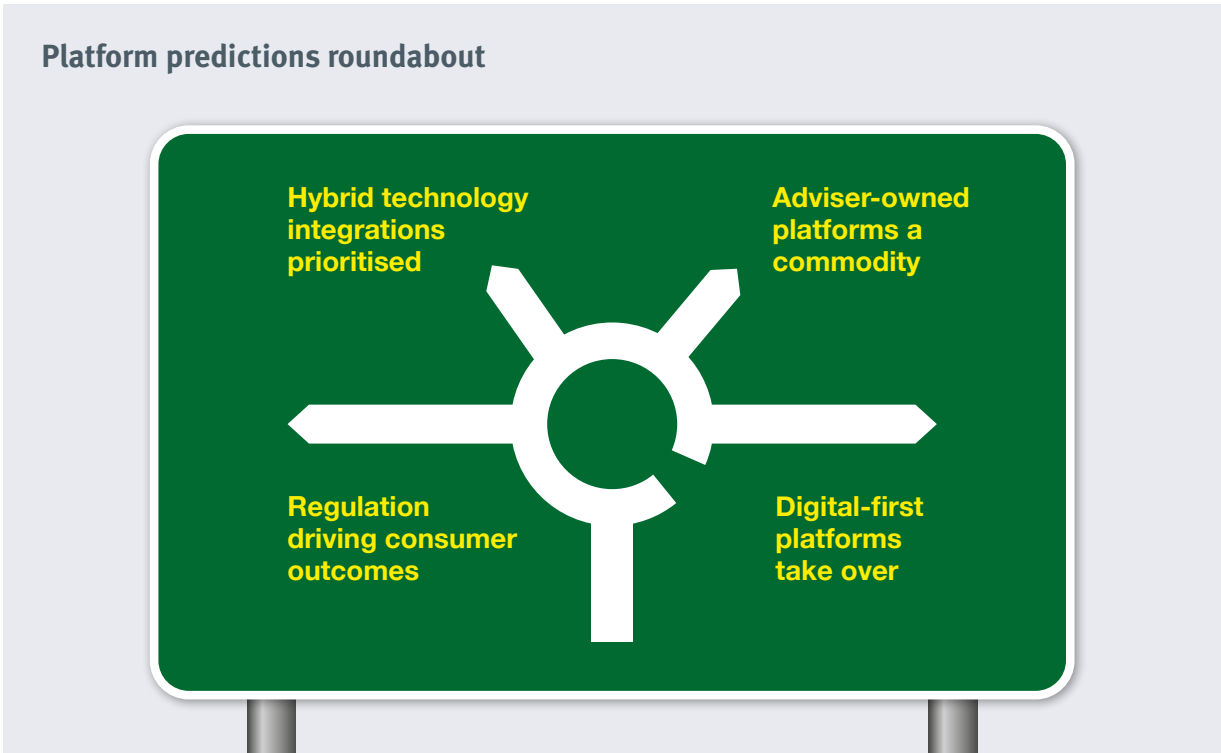 Platform predictions roundabout
Hybrid technology
integrations
prioritised
Adviser-owned
platforms a
commodity
Regulation
driving consumer
outcomes
Digital-first
platforms
take over